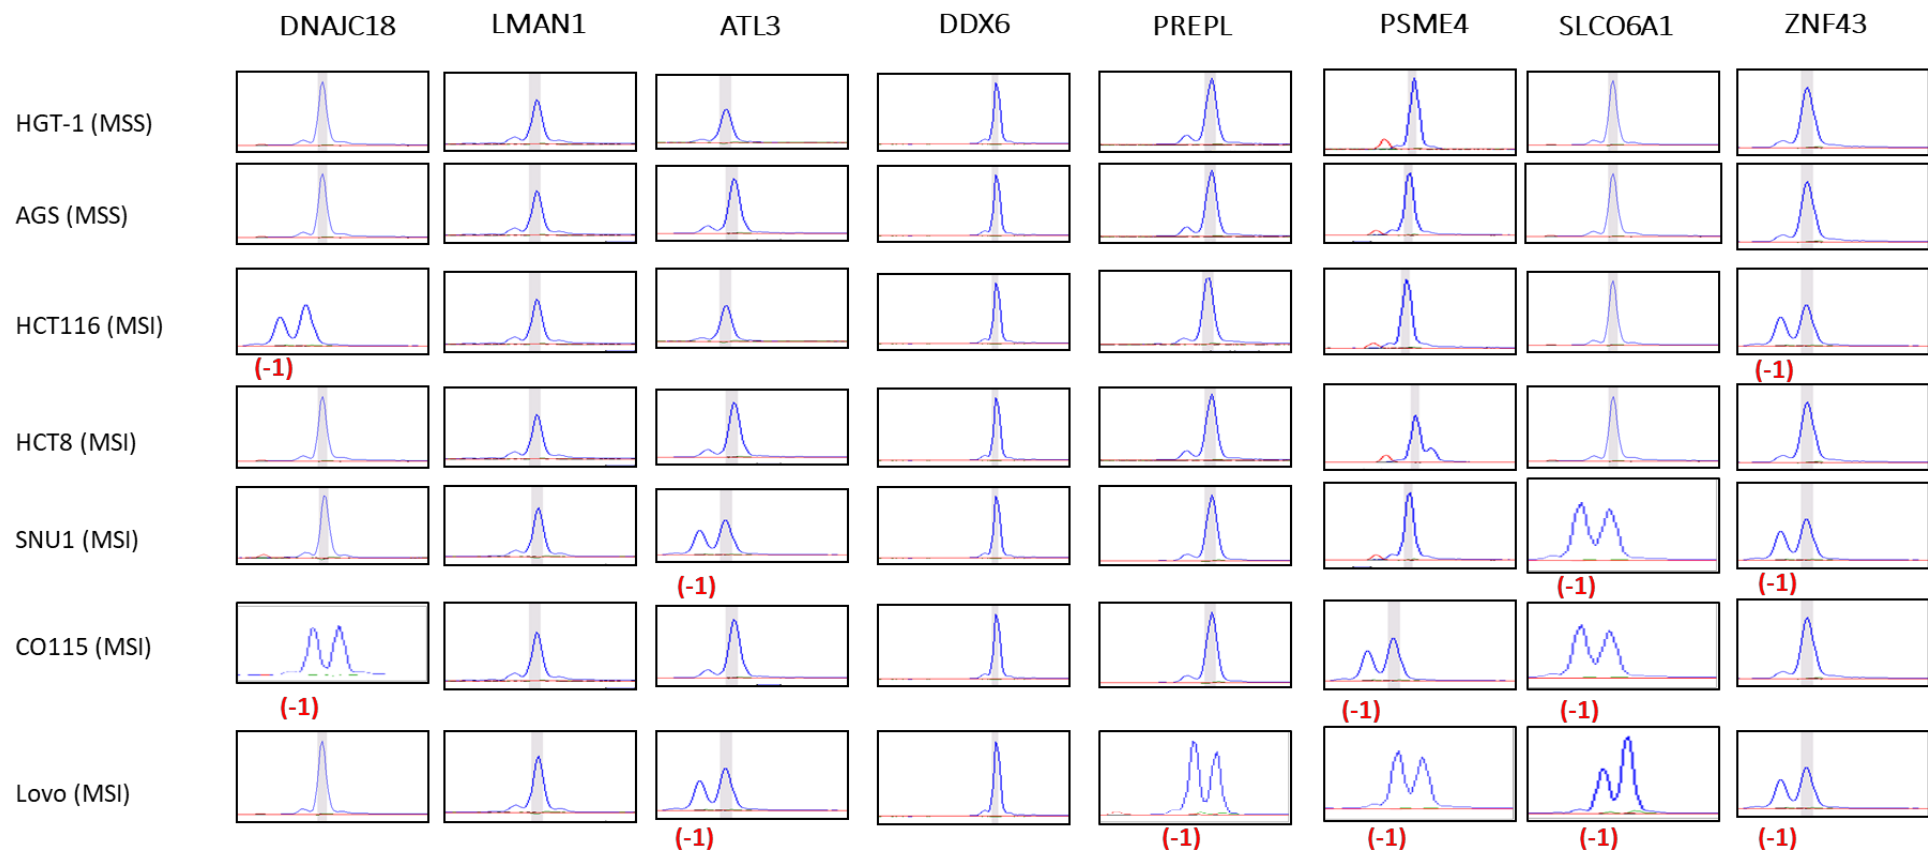 DNAJC18 LMAN1 ATL3 DDX6 PREPL PSME4 SLCO6A1 ZNF43
HGT-1 (MSS)
AGS (MSS)
HCT116 (MSI)
(-1) (-1)
HCT8 (MSI)
SNU1 (MSI)
(-1) (-1) (-1)
CO115 (MSI)
(-1) (-1) (-1)
Lovo (MSI)
(-1) (-1) (-1) (-1) (-1)